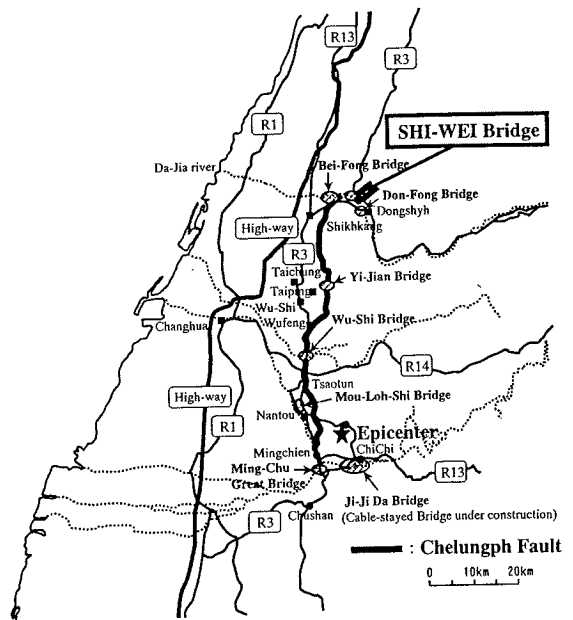 R13
R3
R1
SHI-WEI Bridge
Bei-Fong Bridge
Da-Jia river
Don-Fong Bridge
Dongshyh
Shikhkang
High-way
R3
Taichung
Yi-Jian Bridge
Taiping
Wu-Shi
Wufeng
Wu-Shi Bridge
Changhua
R14
Tsaotun
High-way
Mou-Loh-Shi Bridge
Nantou
R1
Epicenter
Mingchien
ChiChi
Ming-Chu
Great Bridge
R13
Ji-Ji Da Bridge
(Cable-stayed Bridge under construction)
Chushan
R3
: Chelungph Fault
0 10km 20km